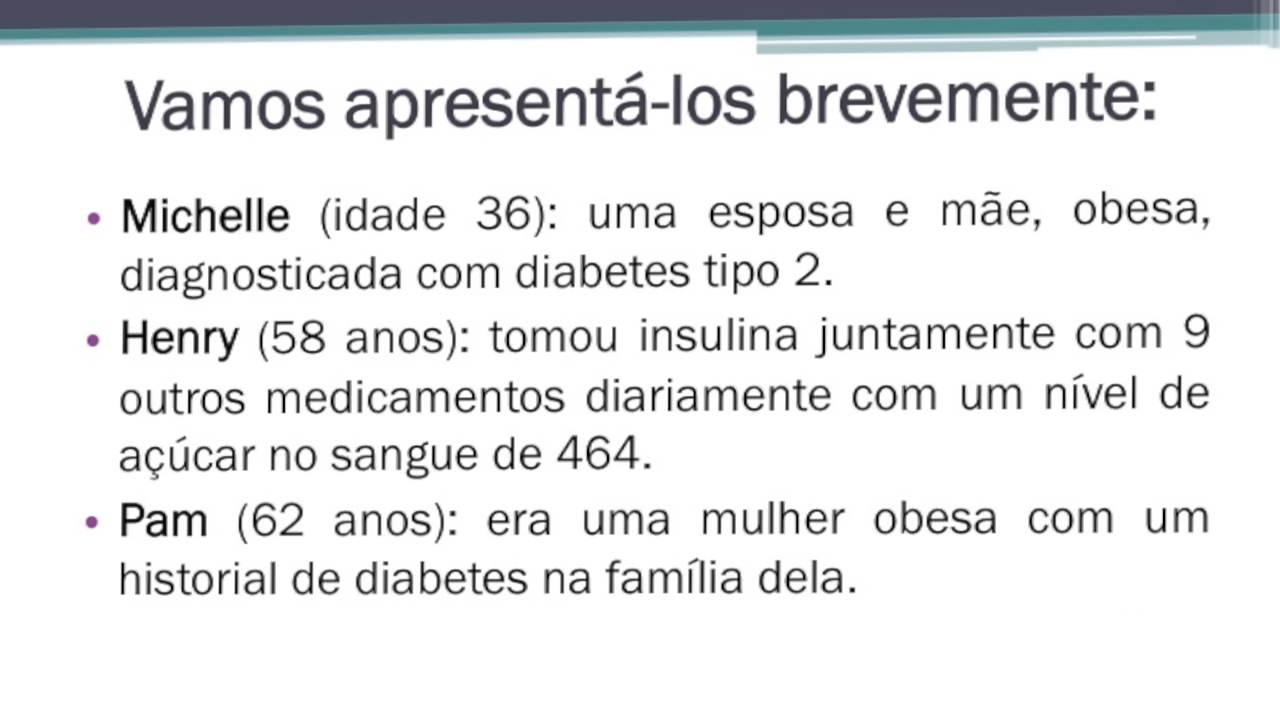 Vamos apresentá-los brevemente:
• Michelle (idade 36): uma esposa e mãe, obesa,
diagnosticada com diabetes tipo 2.
• Henry (58 anos): tomou insulina juntamente com 9
outros medicamentos diariamente com um nível de
açúcar no sangue de 464.
• Pam (62 anos): era uma mulher obesa com um
historial de diabetes na família dela.